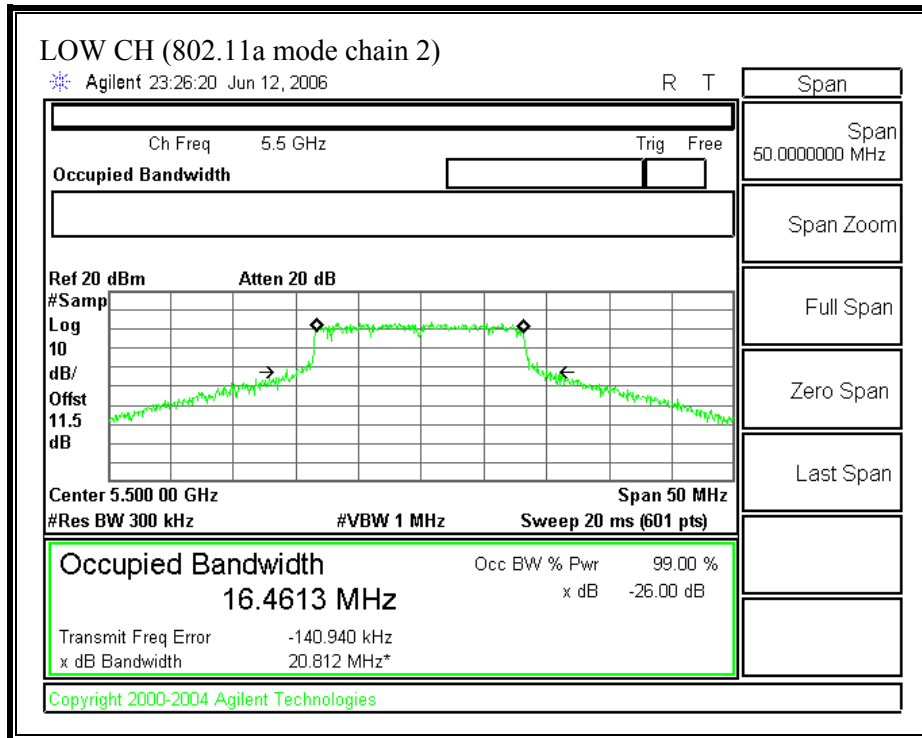 LOW CH (802.11a mode chain 2)
Agilent 23:26:20 Jun 12, 2006 R T
Span
Ch Freq 5.5 GHz Trig Free
Occupied Bandwidth
Span
50.0000000 MHz
Span Zoom
Full Span
Zero Span
Last Span
Ref 20 dBm Atten 20 dB
#Samp
Log
10
dB/
Offst
11.5
dB
Center 5.500 00 GHz Span 50 MHz
#Res BW 300 kHz #VBW 1 MHz Sweep 20 ms (601 pts)
Occupied Bandwidth Occ BW % Pwr 99.00 %
16.4613 MHz x dB -26.00 dB
Transmit Freq Error -140.940 kHz
x dB Bandwidth 20.812 MHz*
Copyright 2000-2004 Agilent Technologies